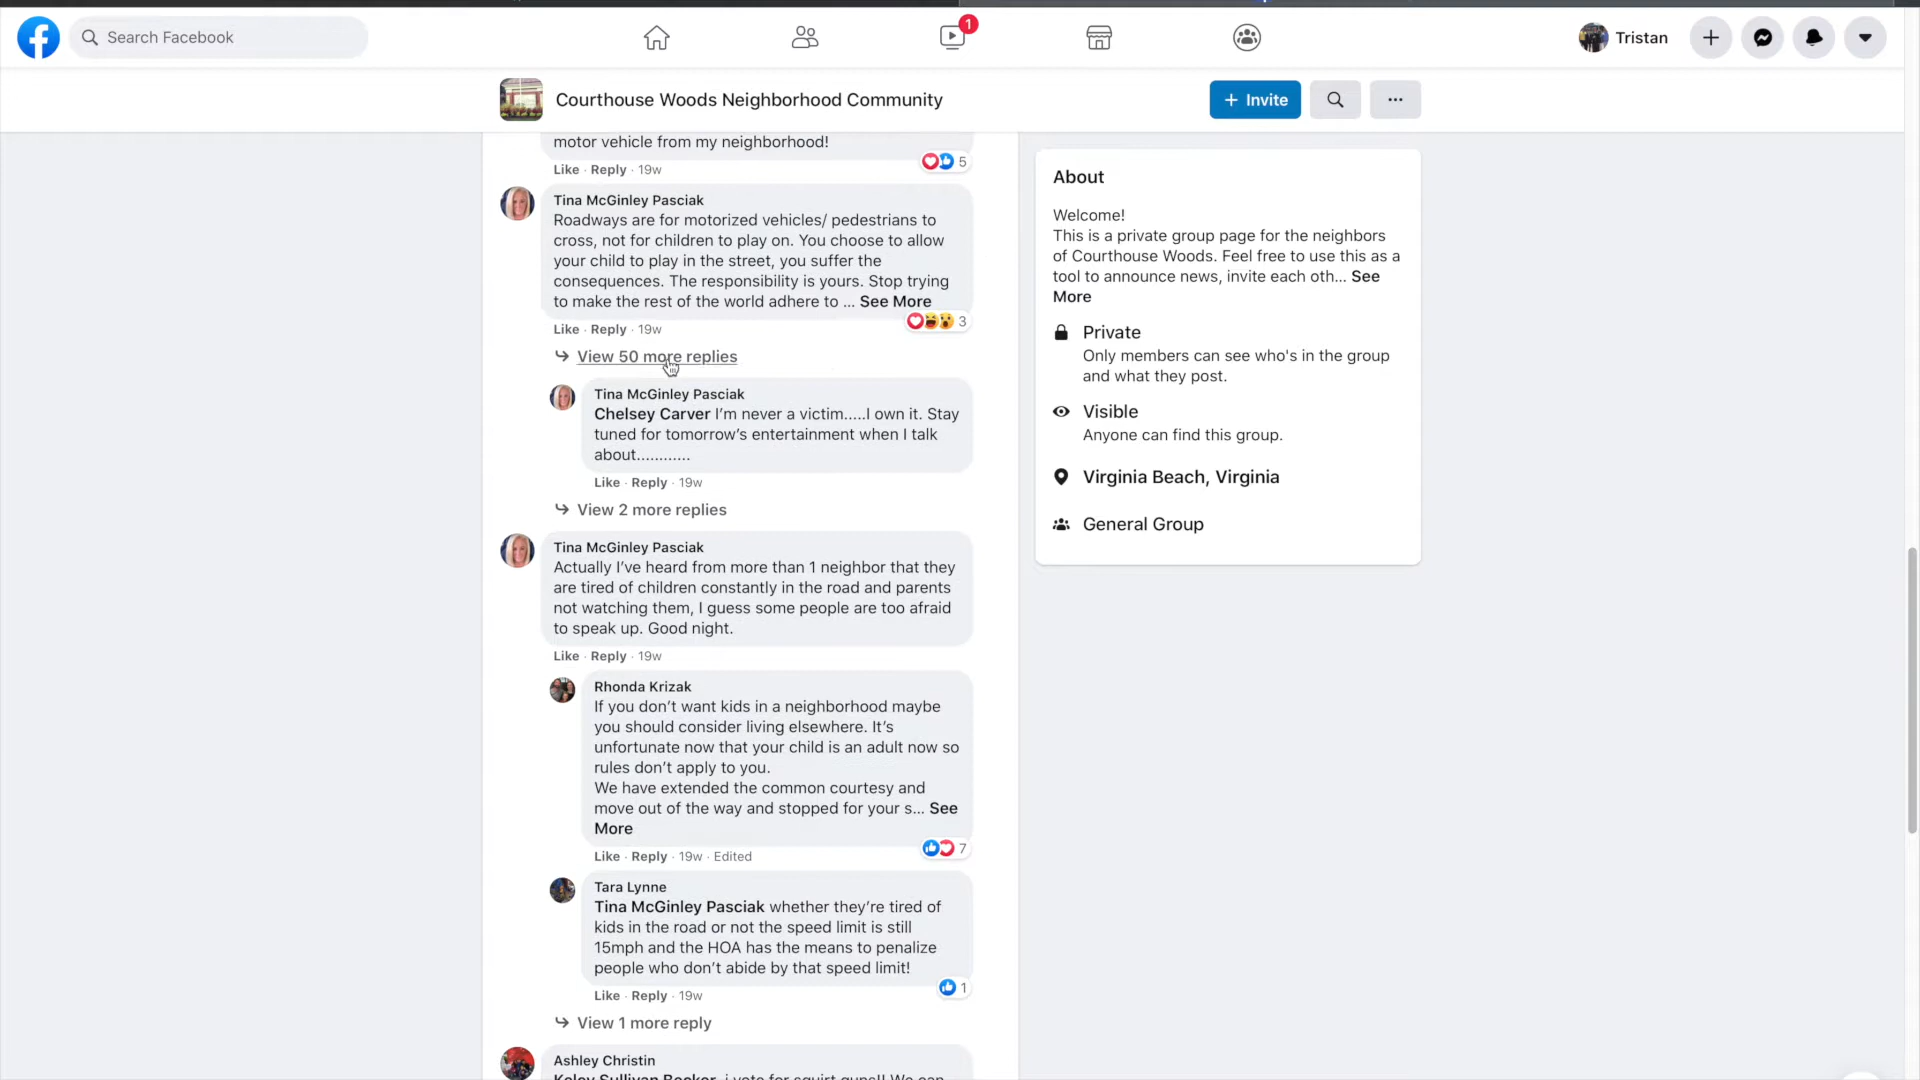 Search Facebook
1
Tristan
Courthouse Woods Neighborhood Community
+ Invite
motor vehicle from my neighborhood!
5
Like · Reply · 19w
Tina McGinley Pasciak
Roadways are for motorized vehicles/ pedestrians to
cross, not for children to play on. You choose to allow
your child to play in the street, you suffer the
consequences. The responsibility is yours. Stop trying
to make the rest of the world adhere to ... See More
3
Like · Reply · 19w
View 50 more replies
Tina McGinley Pasciak
Chelsey Carver I'm never a victim.....I own it. Stay
tuned for tomorrow's entertainment when I talk
about............
Like · Reply · 19w
View 2 more replies
Tina McGinley Pasciak
Actually I've heard from more than 1 neighbor that they
are tired of children constantly in the road and parents
not watching them, I guess some people are too afraid
to speak up. Good night.
Like · Reply · 19w
Rhonda Krizak
If you don't want kids in a neighborhood maybe
you should consider living elsewhere. It's
unfortunate now that your child is an adult now so
rules don't apply to you.
We have extended the common courtesy and
move out of the way and stopped for your s... See
More
7
Like · Reply · 19w · Edited
Tara Lynne
Tina McGinley Pasciak whether they're tired of
kids in the road or not the speed limit is still
15mph and the HOA has the means to penalize
people who don't abide by that speed limit!
1
Like · Reply · 19w
View 1 more reply
Ashley Christin
About
Welcome!
This is a private group page for the neighbors
of Courthouse Woods. Feel free to use this as a
tool to announce news, invite each oth... See
More
Private
Only members can see who's in the group
and what they post.
Visible
Anyone can find this group.
Virginia Beach, Virginia
General Group